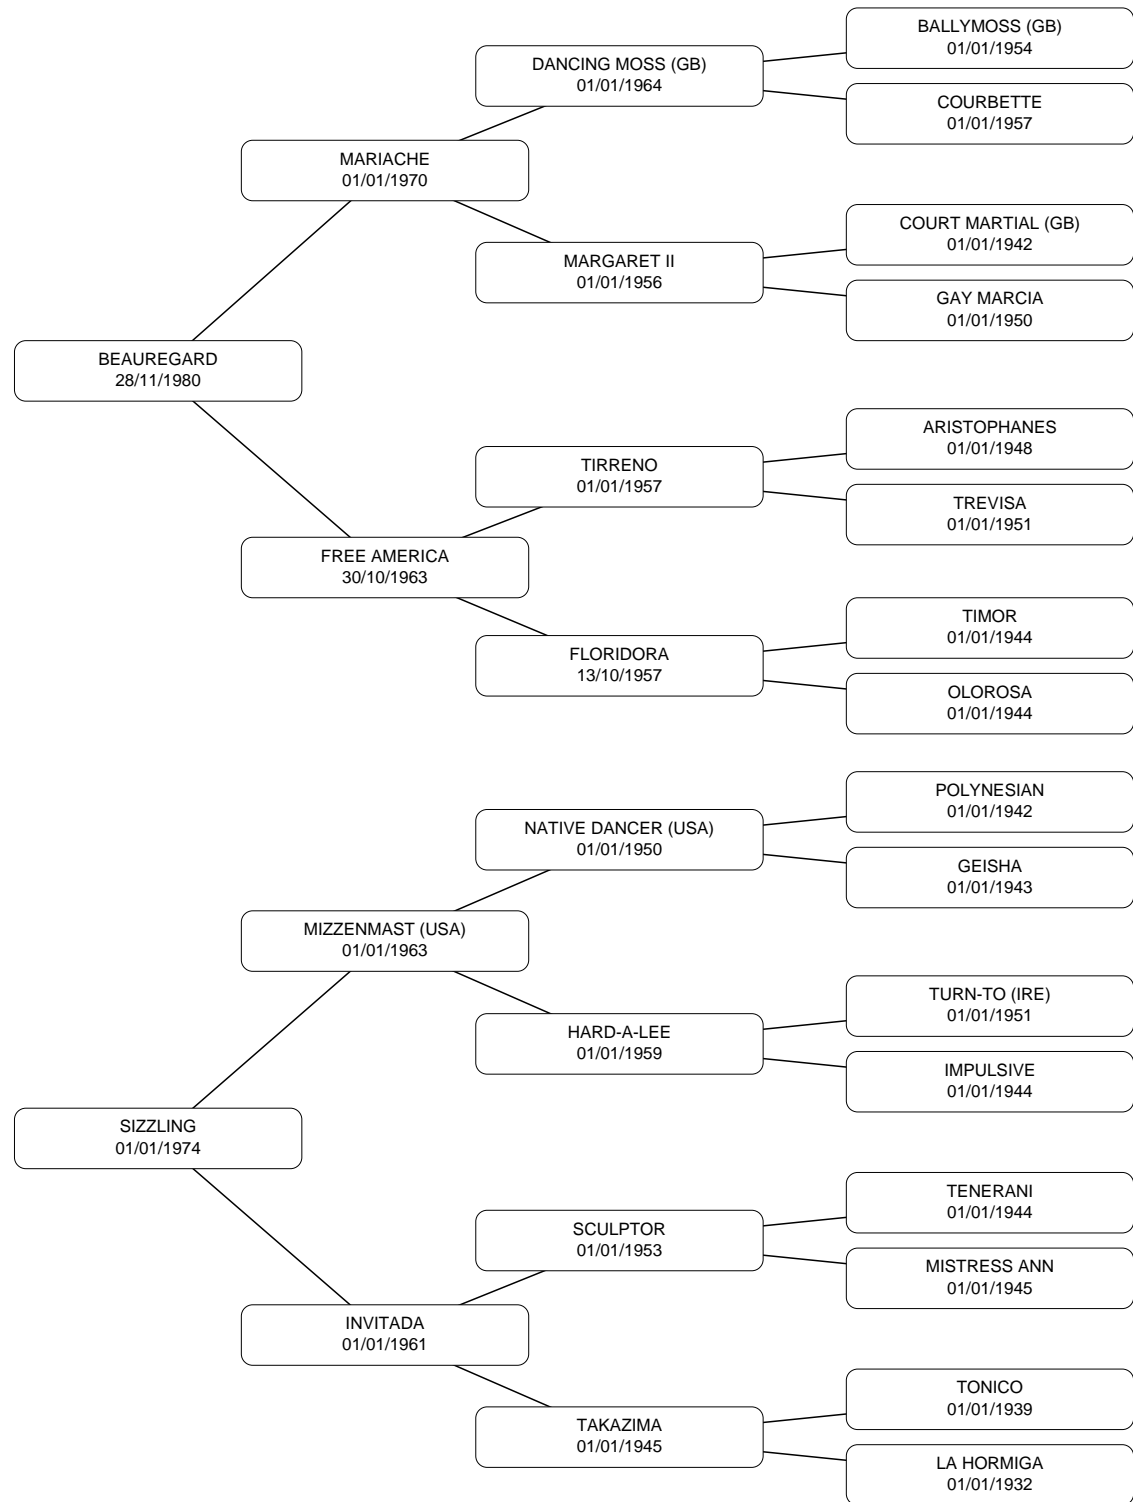 BALLYMOSS (GB)
01/01/1954
DANCING MOSS (GB)
01/01/1964
COURBETTE
01/01/1957
MARIACHE
01/01/1970
COURT MARTIAL (GB)
01/01/1942
MARGARET II
01/01/1956
GAY MARCIA
01/01/1950
BEAUREGARD
28/11/1980
ARISTOPHANES
01/01/1948
TIRRENO
01/01/1957
TREVISA
01/01/1951
FREE AMERICA
30/10/1963
TIMOR
01/01/1944
FLORIDORA
13/10/1957
OLOROSA
01/01/1944
POLYNESIAN
01/01/1942
NATIVE DANCER (USA)
01/01/1950
GEISHA
01/01/1943
MIZZENMAST (USA)
01/01/1963
TURN-TO (IRE)
01/01/1951
HARD-A-LEE
01/01/1959
IMPULSIVE
01/01/1944
SIZZLING
01/01/1974
TENERANI
01/01/1944
SCULPTOR
01/01/1953
MISTRESS ANN
01/01/1945
INVITADA
01/01/1961
TONICO
01/01/1939
TAKAZIMA
01/01/1945
LA HORMIGA
01/01/1932